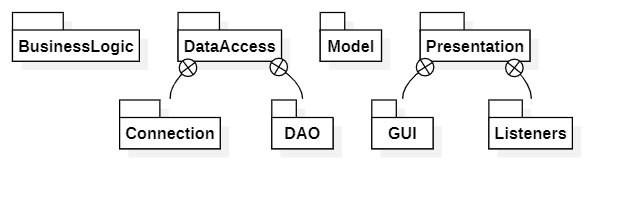 BusinessLogic
DataAccess
Model
Presentation
Connection
DAO
GUI
Listeners